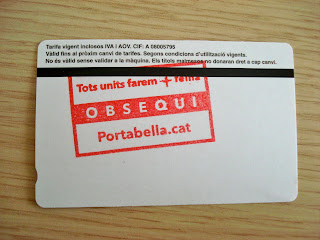 Tarifa vigent inclosos IVA i AOV. CIF: A 08005795
Vàlid fins al pròxim canvi de tarifes. Segons condicions d'utilització vigents.
No és vàlid sense validar a la màquina. Els títols malmesos no donaran dret a cap canvi.
Tots units farem + feina
OBSEQUI
Portabella.cat